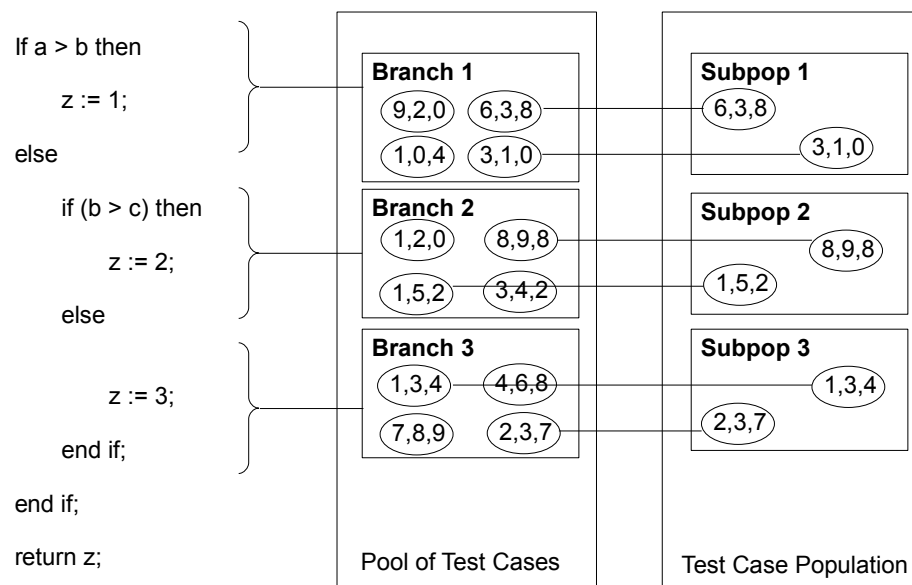 If a > b then
z := 1;
else
if (b > c) then
z := 2;
else
z := 3;
end if;
end if;
return z;
Branch 1
9,2,0 6,3,8
1,0,4 3,1,0
Branch 2
1,2,0 8,9,8
1,5,2 3,4,2
Branch 3
1,3,4 4,6,8
7,8,9 2,3,7
Pool of Test Cases
Subpop 1
6,3,8
3,1,0
Subpop 2
8,9,8
1,5,2
Subpop 3
1,3,4
2,3,7
Test Case Population